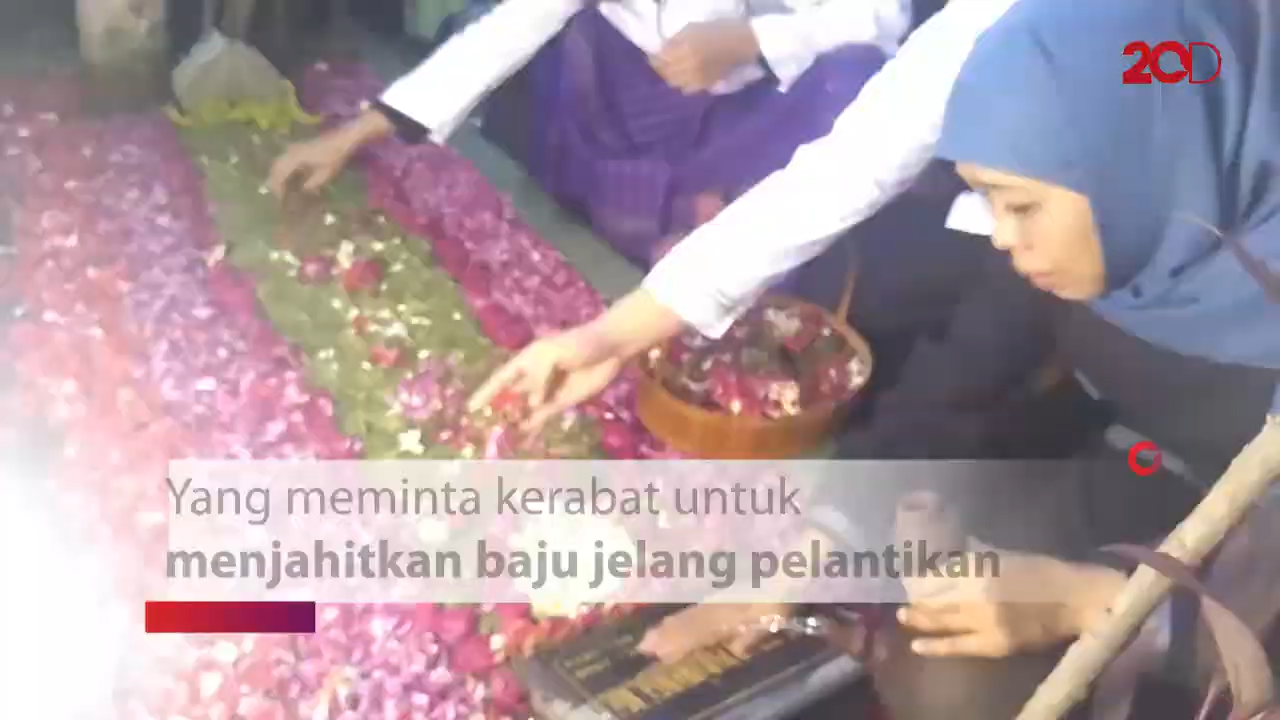 20D
Yang meminta kerabat untuk
menjahitkan baju jelang pelantikan